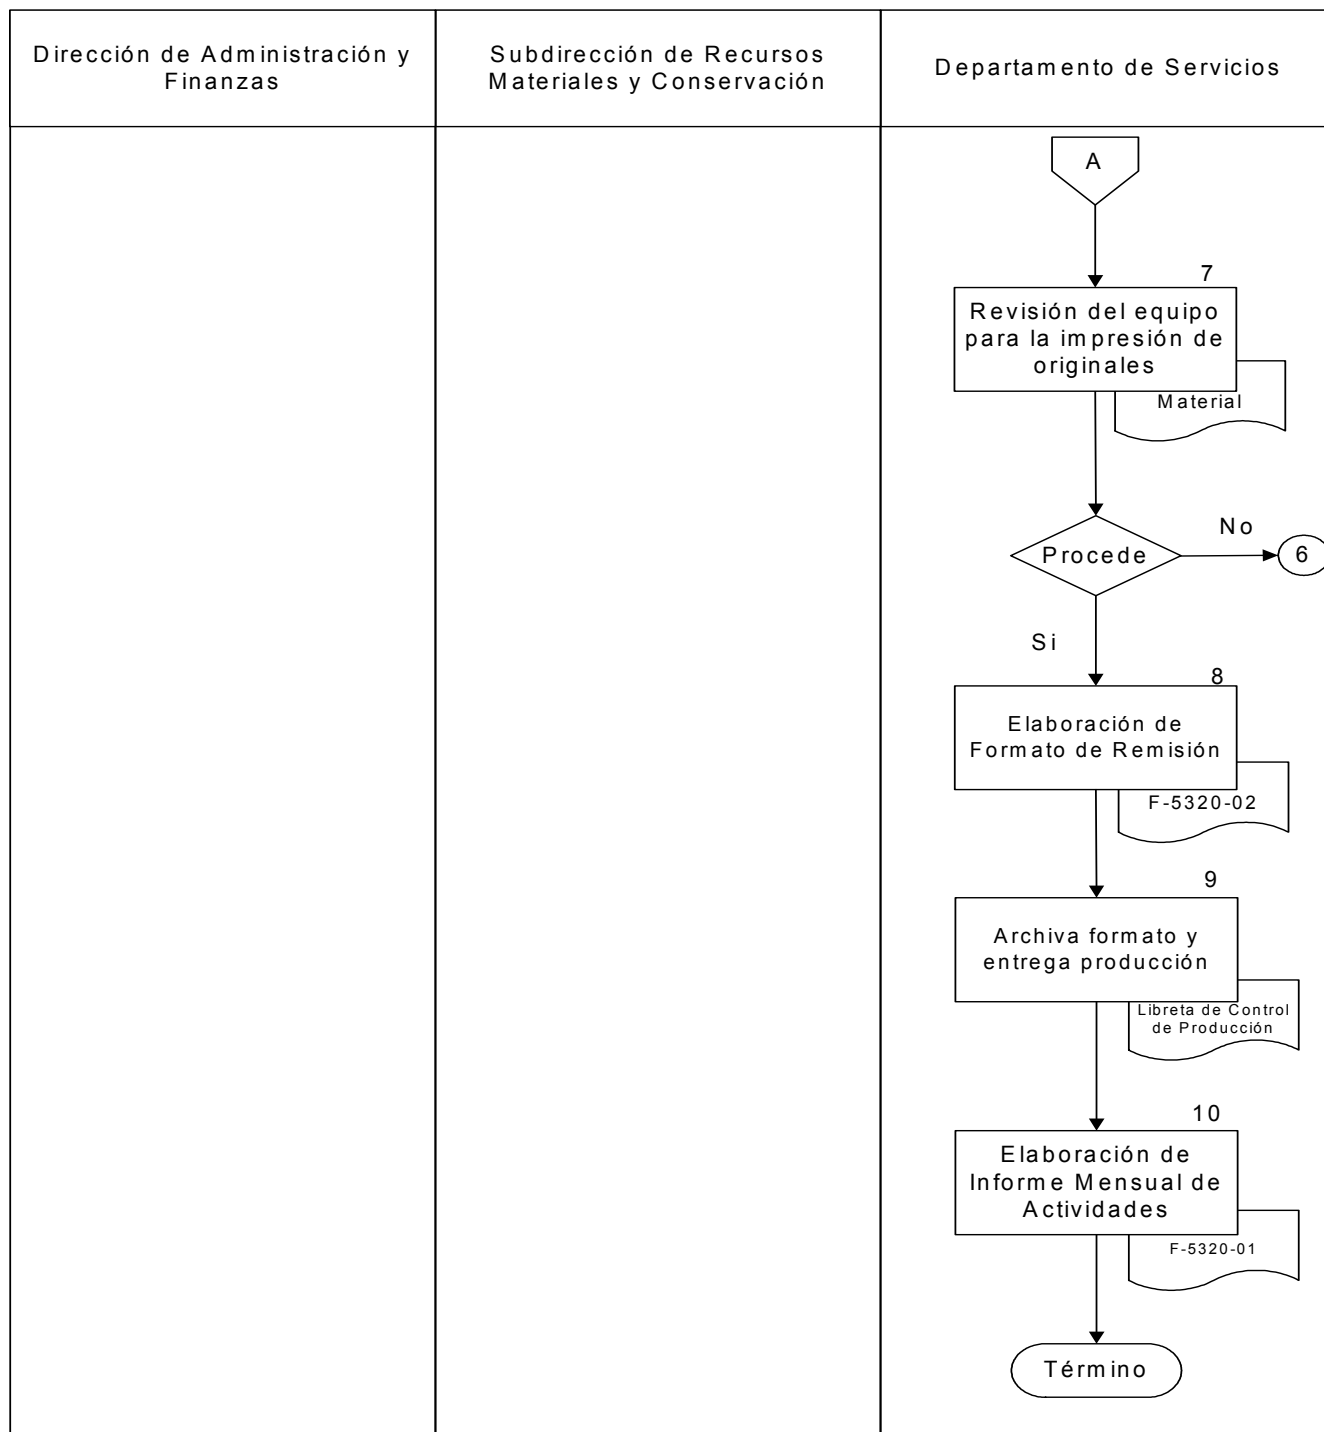 Dirección de Administración y
Finanzas
Subdirección de Recursos
Materiales y Conservación
Departamento de Servicios
A
7
Revisión del equipo
para la impresión de
originales
Material
Procede
No
6
Si
8
Elaboración de
Formato de Remisión
F-5320-02
9
Archiva formato y
entrega producción
Libreta de Control
de Producción
10
Elaboración de
Informe Mensual de
Actividades
F-5320-01
Término